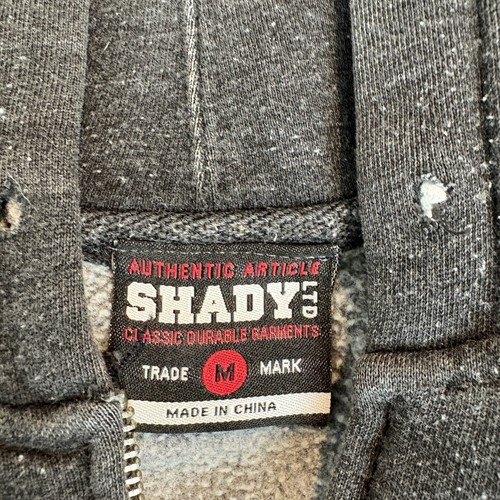 AUTHENTIC ARTICLE
SHADY LTD
CLASSIC DURABLE GARMENTS
TRADE M MARK
MADE IN CHINA